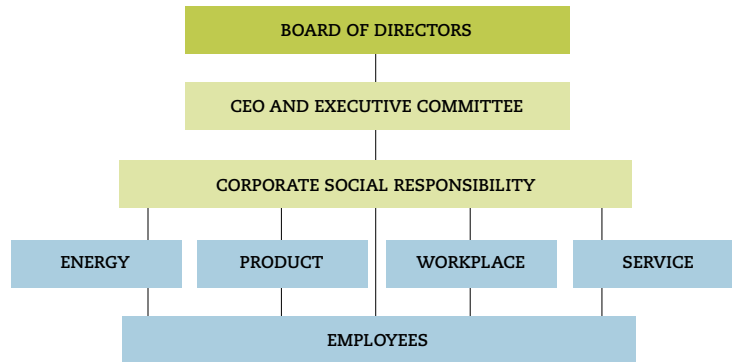 BOARD OF DIRECTORS
CEO AND EXECUTIVE COMMITTEE
CORPORATE SOCIAL RESPONSIBILITY
ENERGY
PRODUCT
WORKPLACE
SERVICE
EMPLOYEES